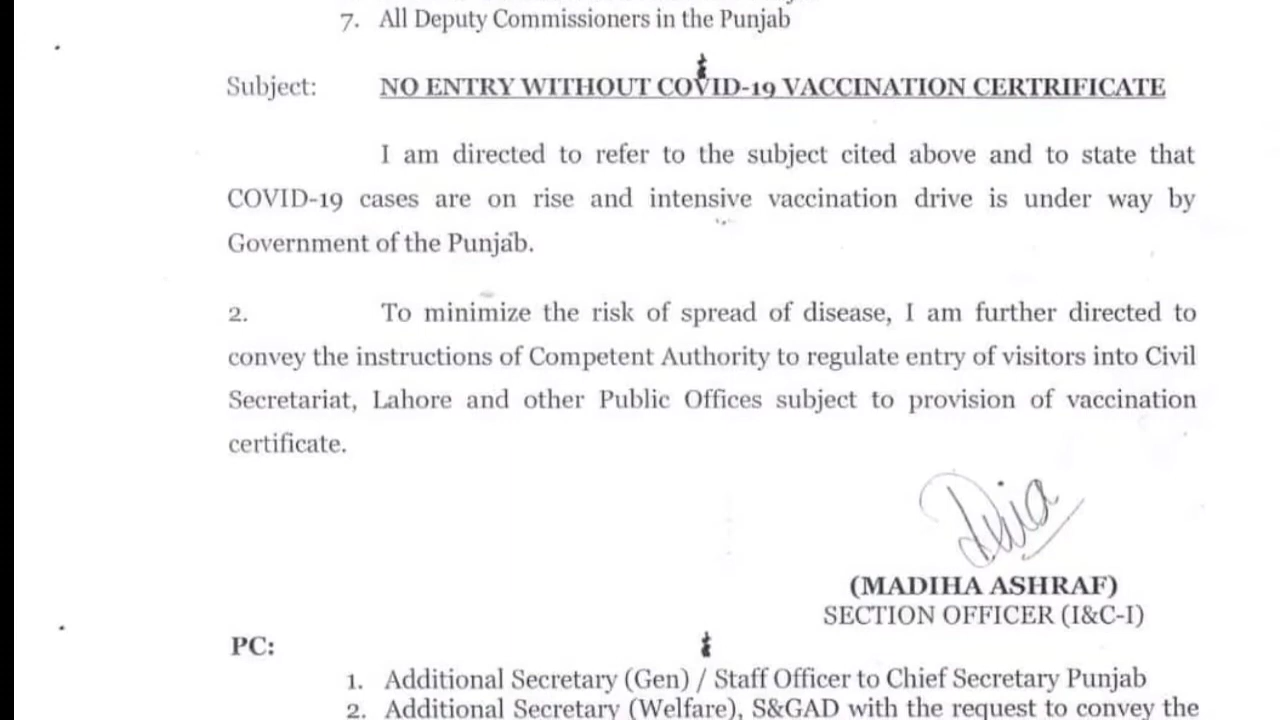 7. All Deputy Commissioners in the Punjab
Subject: NO ENTRY WITHOUT COVID-19 VACCINATION CERTRIFICATE
I am directed to refer to the subject cited above and to state that
COVID-19 cases are on rise and intensive vaccination drive is under way by
Government of the Punjab.
2. To minimize the risk of spread of disease, I am further directed to
convey the instructions of Competent Authority to regulate entry of visitors into Civil
Secretariat, Lahore and other Public Offices subject to provision of vaccination
certificate.
(MADIHA ASHRAF)
SECTION OFFICER (I&C-I)
PC:
1. Additional Secretary (Gen) / Staff Officer to Chief Secretary Punjab
2. Additional Secretary (Welfare), S&GAD with the request to convey the